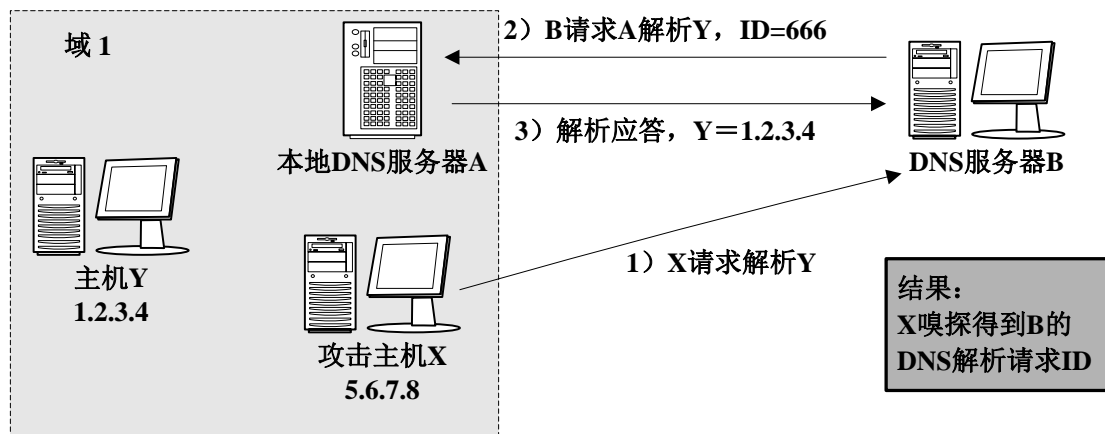 域 1
2）B请求A解析Y，ID=666
3）解析应答，Y＝1.2.3.4
本地DNS服务器A
DNS服务器B
主机Y
1.2.3.4
1）X请求解析Y
攻击主机X
5.6.7.8
结果：
X嗅探得到B的
DNS解析请求ID